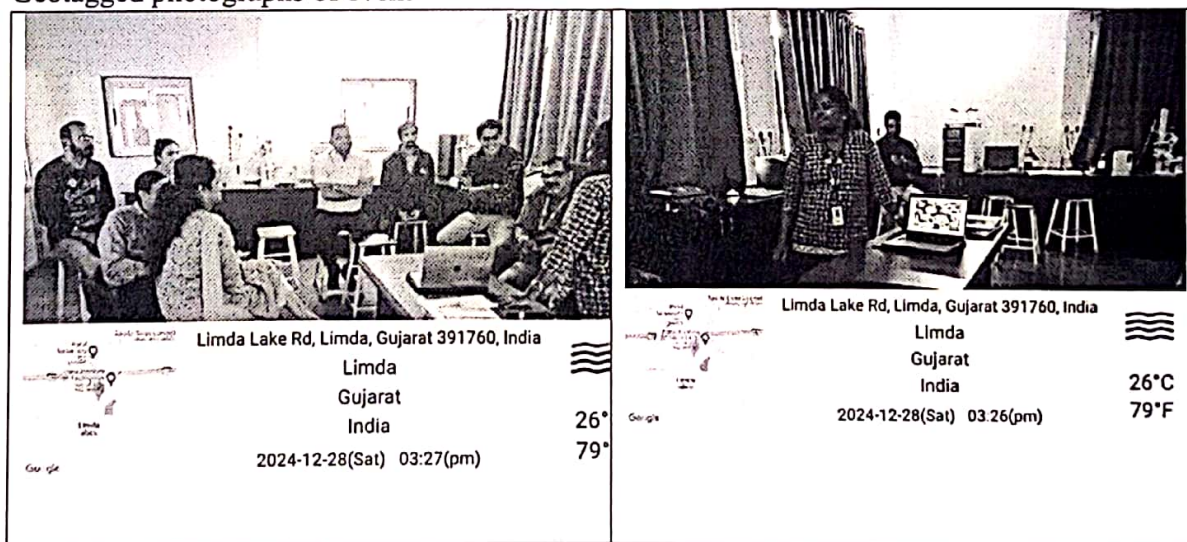 Geotagged photographs of event
Limda Lake Rd, Limda, Gujarat 391760, India
Limda
Gujarat
India
2024-12-28(Sat) 03:27(pm)
26°
79°
Google
Limda Lake Rd, Limda, Gujarat 391760, India
Limda
Gujarat
India
2024-12-28(Sat) 03:26(pm)
26°C
79°F
Google